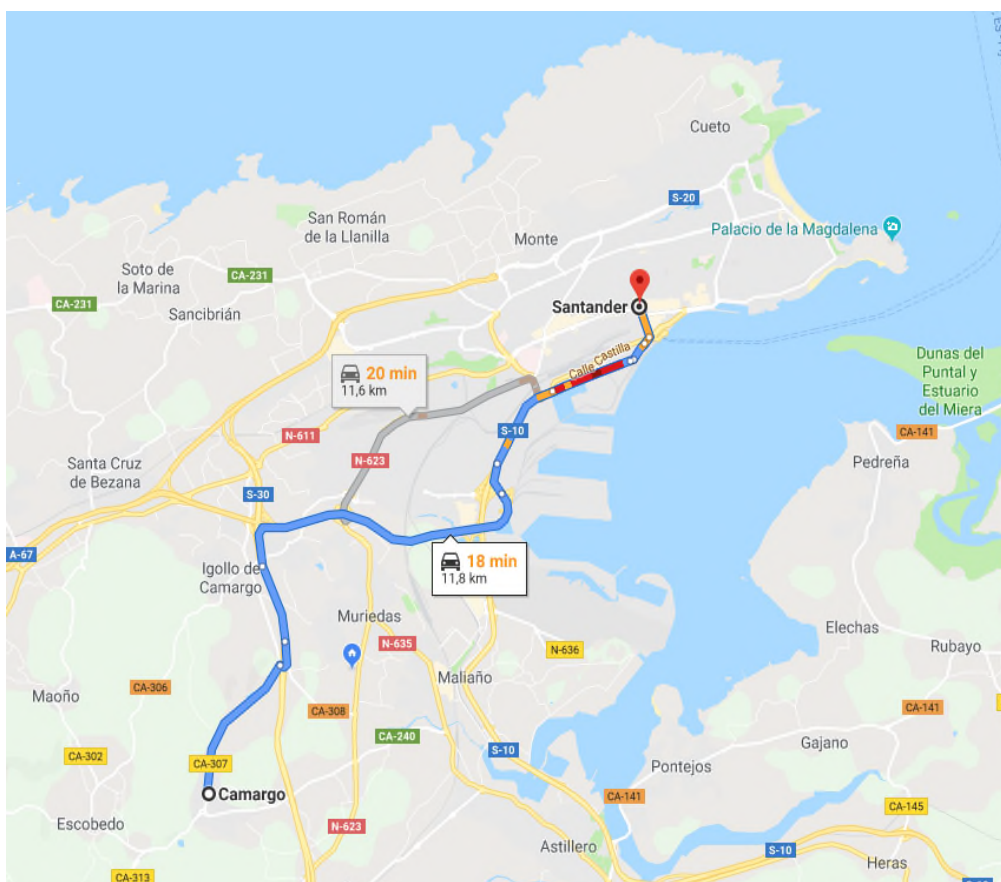 Cueto
S-20
San Román
de la Llanilla
Monte
Palacio de la Magdalena
Soto de
la Marina
CA-231
CA-231
Sancibrián
Santander
Calle Castilla
20 min
11,6 km
Dunas del
Puntal y
Estuario
del Miera
S-10
N-611
CA-141
N-623
Pedreña
Santa Cruz
de Bezana
S-30
A-67
18 min
11,8 km
Igollo de
Camargo
Muriedas
Elechas
N-635
N-636
Rubayo
Maliaño
Maoño
CA-306
CA-308
CA-141
CA-240
Gajano
CA-302
CA-307
S-10
Pontejos
Camargo
CA-141
CA-145
Escobedo
N-623
Astillero
S-10
Heras
CA-313